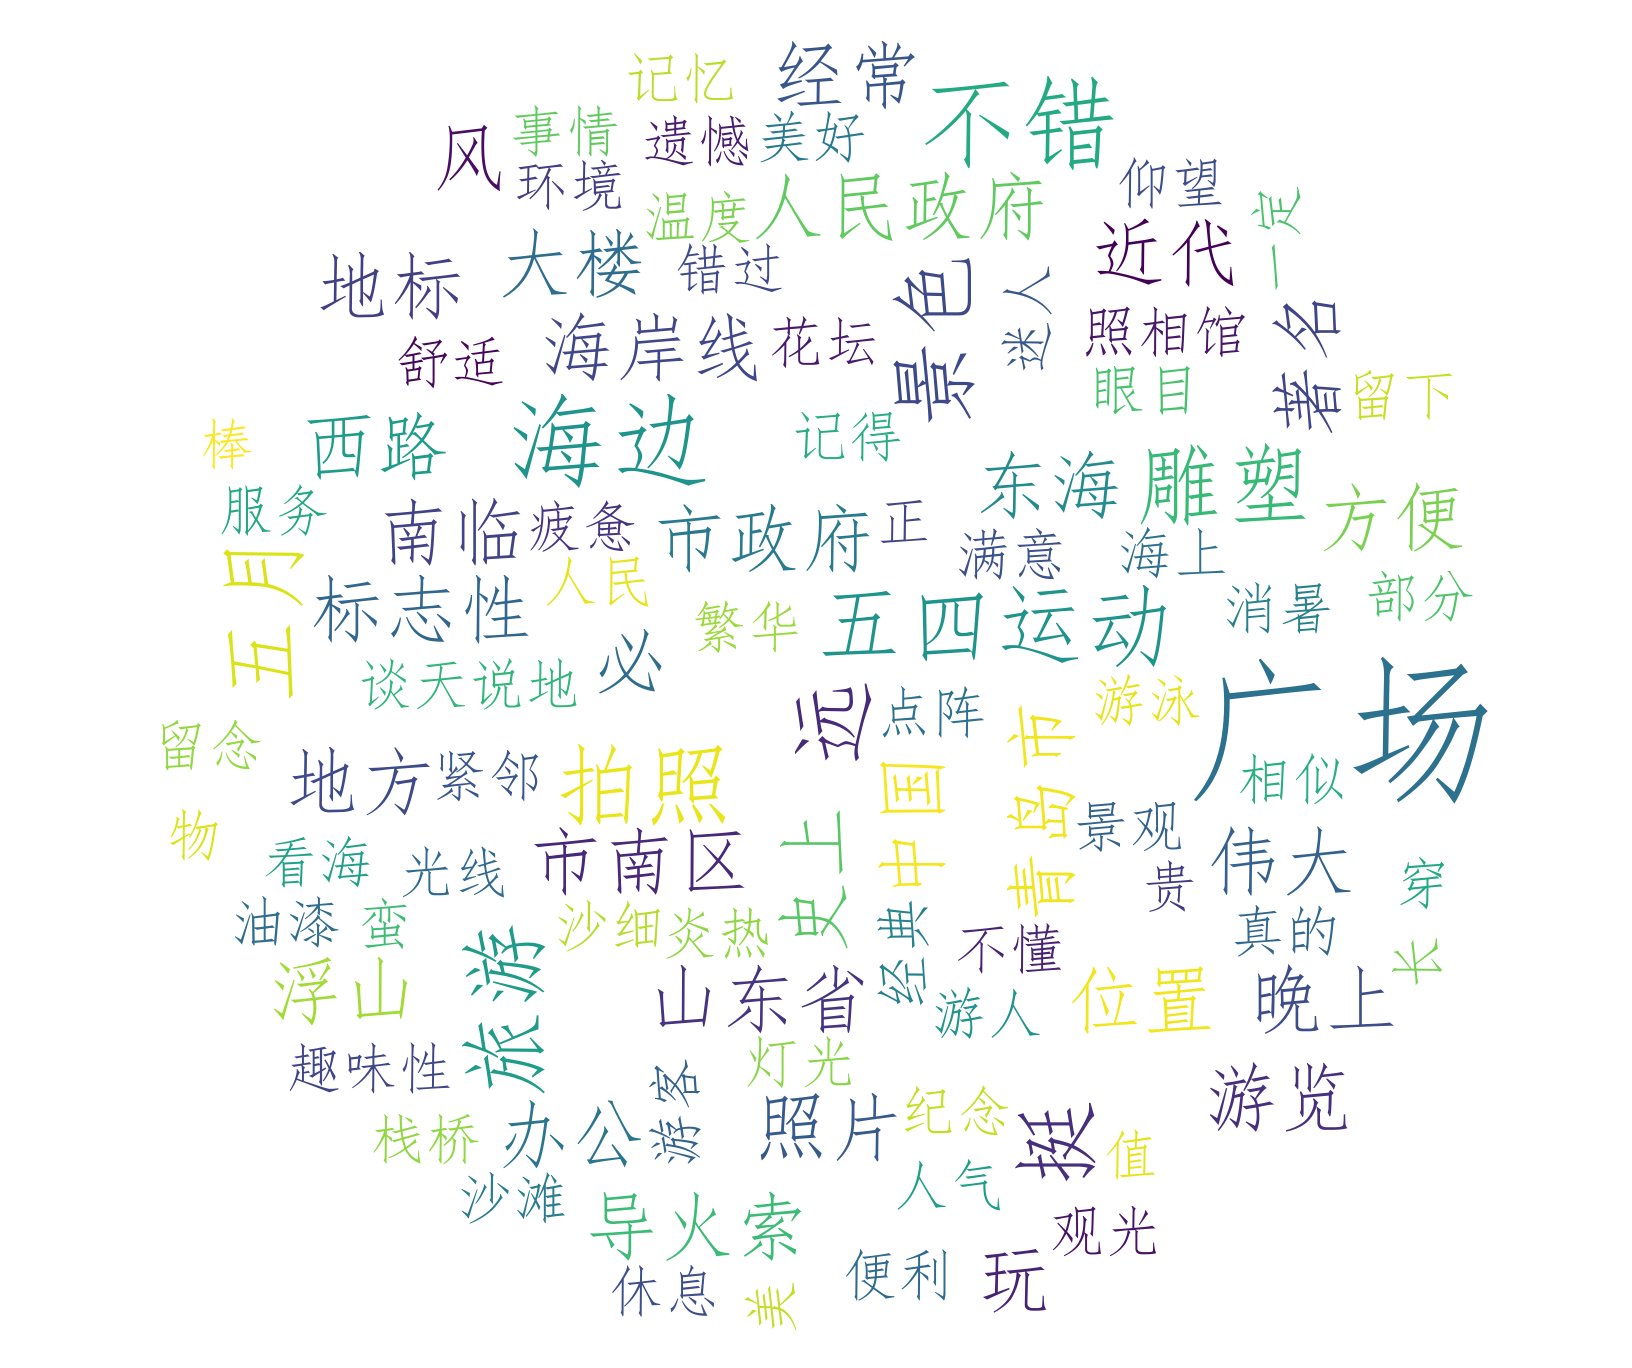 记忆
经常
不错
事情
遗憾
美好
风
环境
仰望
温度
人民政府
一定
近代
地标
大楼
错过
景色
迷人
照相馆
著名
舒适
海岸线
花坛
眼目
留下
棒
西路
海边
记得
东海
雕塑
方便
服务
南临
疲惫
市政府
正
满意
海上
五月
标志性
人民
繁华
五四运动
消暑
部分
谈天说地
必
远
点阵
游泳
广场
留念
地方
紧邻
拍照
中国
青岛市
相似
物
看海
光线
市南区
史上
景观
贵
伟大
穿
油漆
蛮
沙细
炎热
经典
不懂
真的
长
浮山
旅游
山东省
游人
位置
晚上
趣味性
灯光
游客
栈桥
办公
照片
纪念
挺
值
游览
沙滩
导火索
人气
观光
休息
美
便利
玩